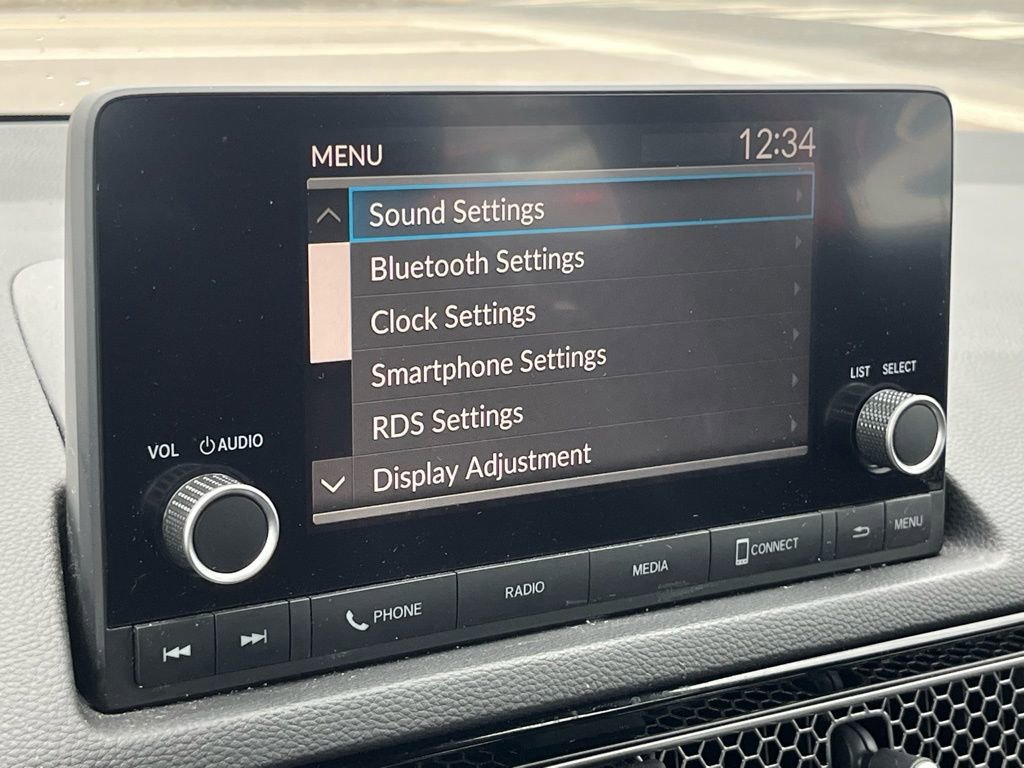 MENU 12:34
Sound Settings
Bluetooth Settings
Clock Settings
Smartphone Settings
RDS Settings
Display Adjustment
LIST SELECT
VOL AUDIO
PHONE RADIO MEDIA CONNECT MENU